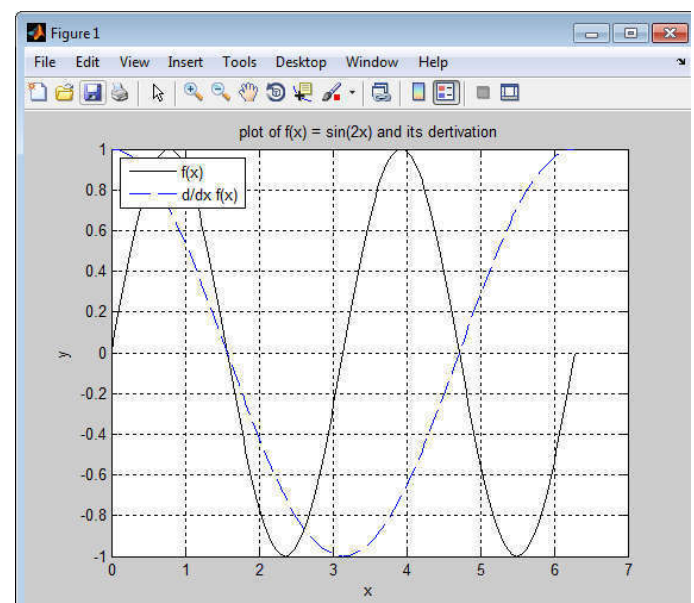 Figure 1
File Edit View Insert Tools Desktop Window Help
plot of f(x) = sin(2x) and its dertivation
f(x)
d/dx f(x)
1
0.8
0.6
0.4
0.2
0
-0.2
-0.4
-0.6
-0.8
-1
y
0 1 2 3 4 5 6 7
x